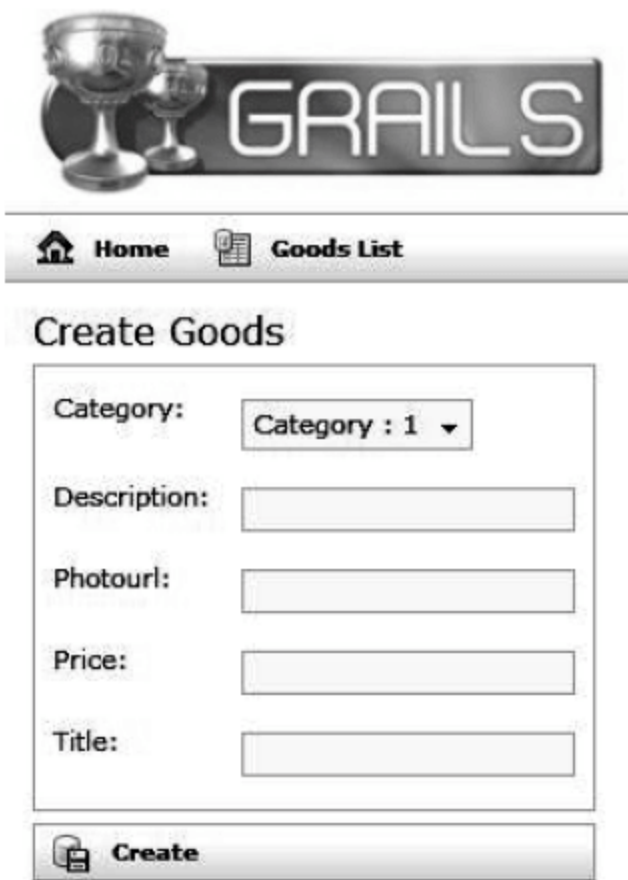 GRAILS
Home Goods List
Create Goods
Category: Category : 1
Description:
Photourl:
Price:
Title:
Create